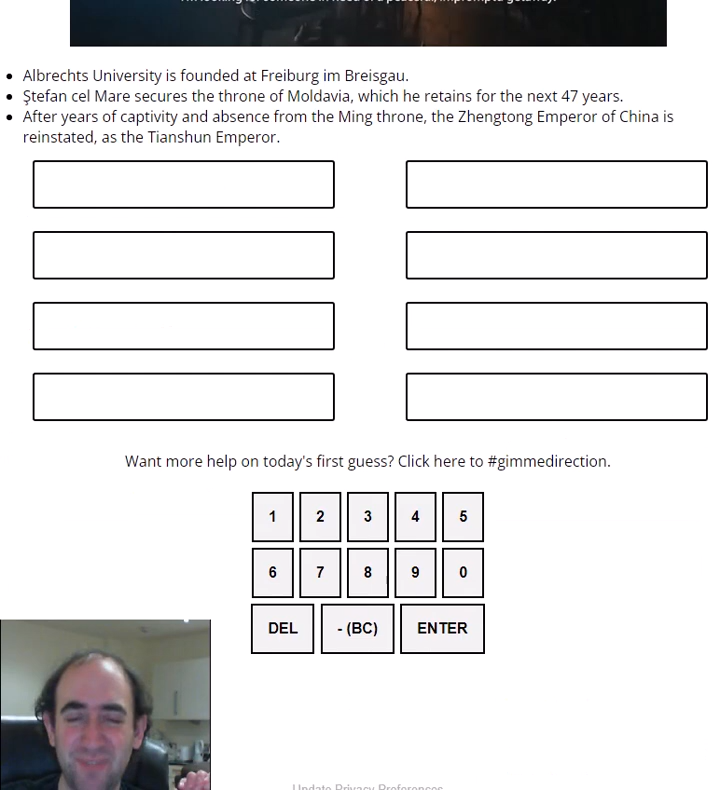 Albrechts University is founded at Freiburg im Breisgau.
Ștefan cel Mare secures the throne of Moldavia, which he retains for the next 47 years.
After years of captivity and absence from the Ming throne, the Zhengtong Emperor of China is
reinstated, as the Tianshun Emperor.
Want more help on today's first guess? Click here to #gimmedirection.
1 2 3 4 5
6 7 8 9 0
DEL - (BC) ENTER
Update Privacy Preferences